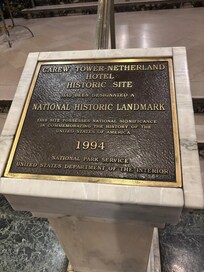 CAREW TOWER-NETHERLAND
HOTEL
HISTORIC SITE
HAS BEEN DESIGNATED A
NATIONAL HISTORIC LANDMARK
THIS SITE POSSESSES NATIONAL SIGNIFICANCE
IN COMMEMORATING THE HISTORY OF THE
UNITED STATES OF AMERICA
1994
NATIONAL PARK SERVICE
UNITED STATES DEPARTMENT OF THE INTERIOR